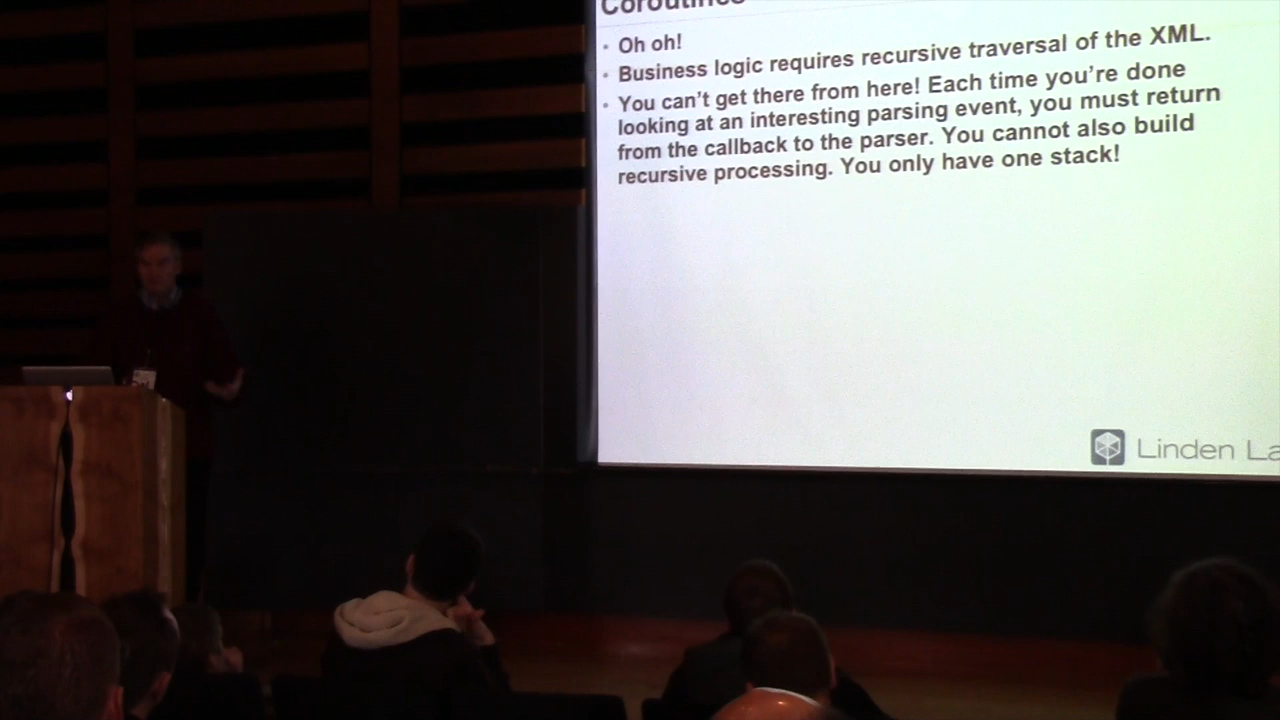 Coroutines
• Oh oh!
• Business logic requires recursive traversal of the XML.
• You can't get there from here! Each time you're done
looking at an interesting parsing event, you must return
from the callback to the parser. You cannot also build
recursive processing. You only have one stack!
Linden La